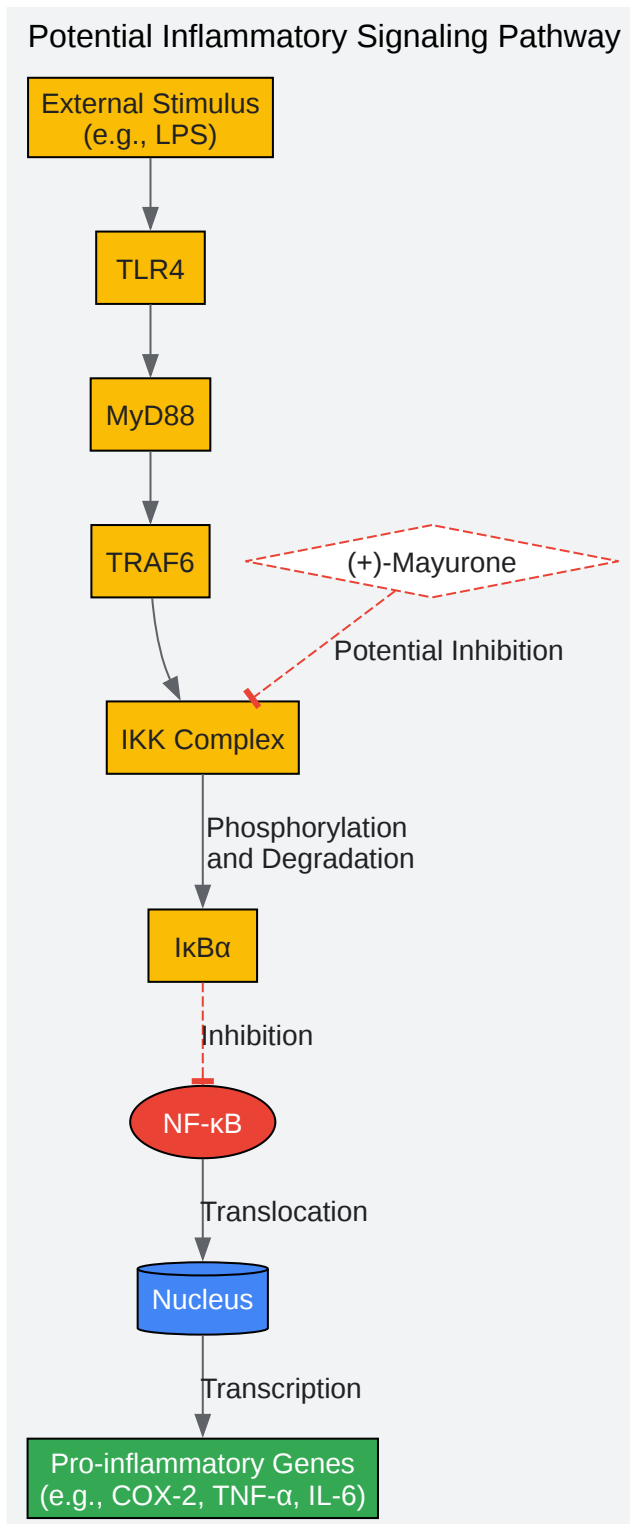 Potential Inflammatory Signaling Pathway
External Stimulus
(e.g., LPS)
TLR4
MyD88
TRAF6
(+)-Mayurone
Potential Inhibition
IKK Complex
Phosphorylation
and Degradation
IκBα
Inhibition
NF-κB
Translocation
Nucleus
Transcription
Pro-inflammatory Genes
(e.g., COX-2, TNF-α, IL-6)